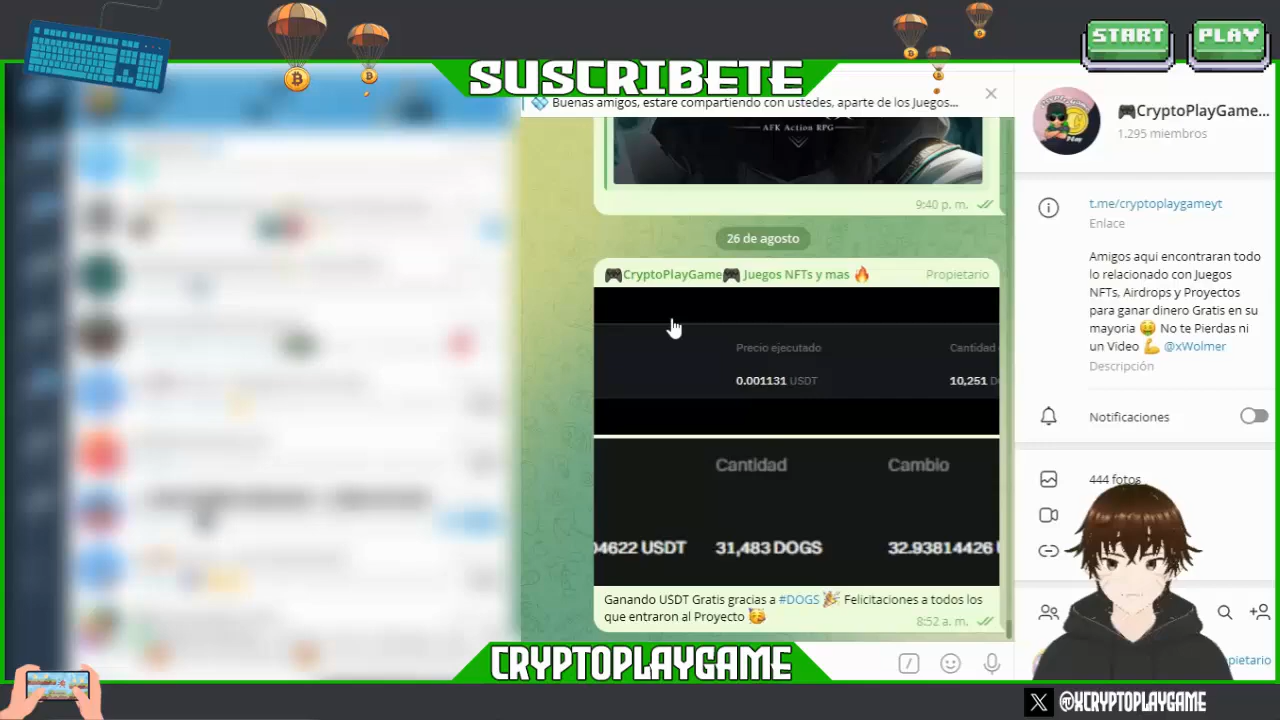 START
PLAY
SUSCRIBETE
Buenas amigos, estare compartiendo con ustedes, aparte de los Juegos...
AFK Action RPG
9:40 p. m.
26 de agosto
CryptoPlayGame🎮 Juegos NFTs y mas 🔥 Propietario
Precio ejecutado
Cantidad
0.001131 USDT
10,251
Cantidad
Cambio
04622 USDT
31,483 DOGS
32.93814426
Ganando USDT Gratis gracias a #DOGS 🎉 Felicitaciones a todos los
que entraron al Proyecto 🥳
8:52 a. m.
🎮CryptoPlayGame...
1.295 miembros
t.me/cryptoplaygameyt
Enlace
Amigos aqui encontraran todo
lo relacionado con Juegos
NFTs, Airdrops y Proyectos
para ganar dinero Gratis en su
mayoria 🤑 No te Pierdas ni
un Video 💪 @xWolmer
Descripción
Notificaciones
444 fotos
pietario
CRYPTOPLAYGAME
@XCRYPTOPLAYGAME